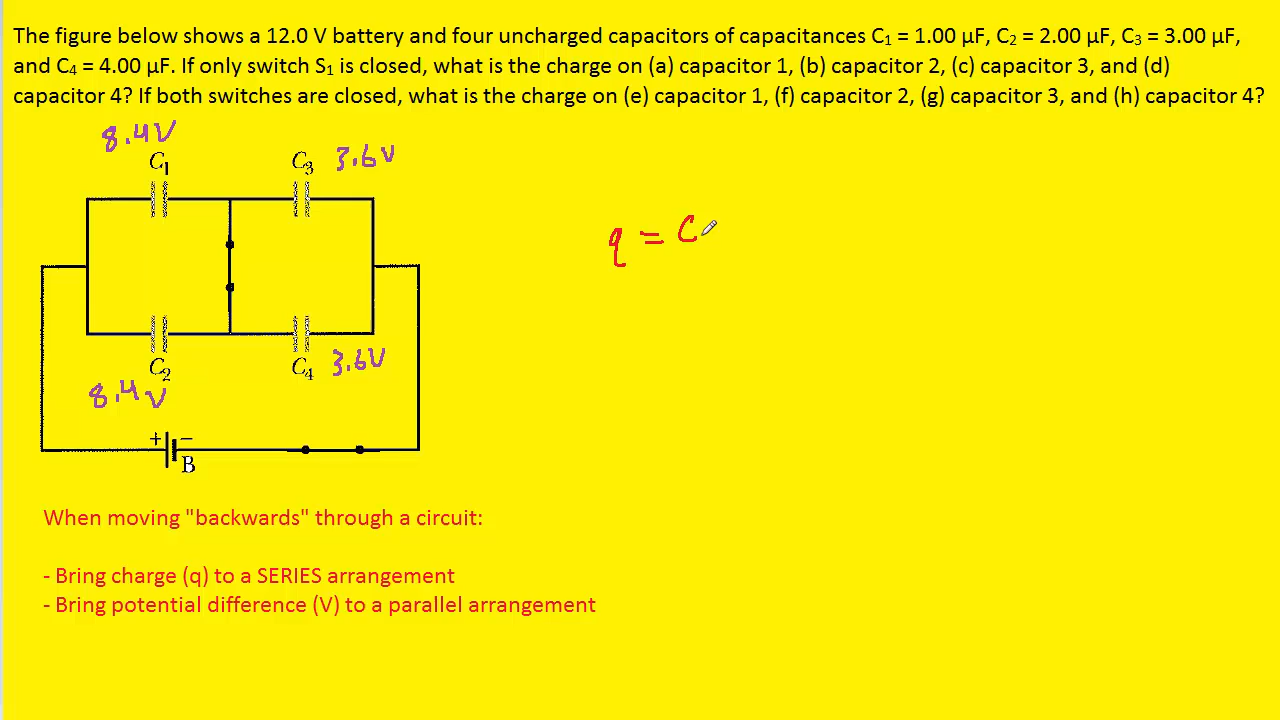 The figure below shows a 12.0 V battery and four uncharged capacitors of capacitances C₁ = 1.00 µF, C₂ = 2.00 µF, C₃ = 3.00 µF,
and C₄ = 4.00 µF. If only switch S₁ is closed, what is the charge on (a) capacitor 1, (b) capacitor 2, (c) capacitor 3, and (d)
capacitor 4? If both switches are closed, what is the charge on (e) capacitor 1, (f) capacitor 2, (g) capacitor 3, and (h) capacitor 4?
8.4V
C₁ C₃ 3.6V
q = C
C₂ C₄ 3.6V
8.4V
+ −
B
When moving "backwards" through a circuit:
- Bring charge (q) to a SERIES arrangement
- Bring potential difference (V) to a parallel arrangement